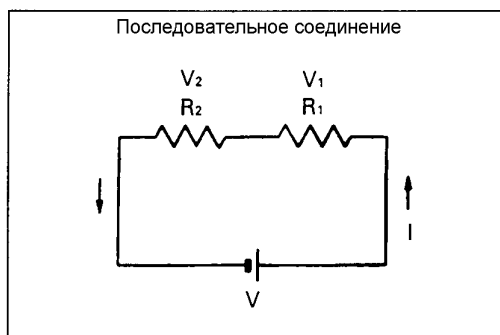 Последовательное соединение
V₂ V₁
R₂ R₁
I
V